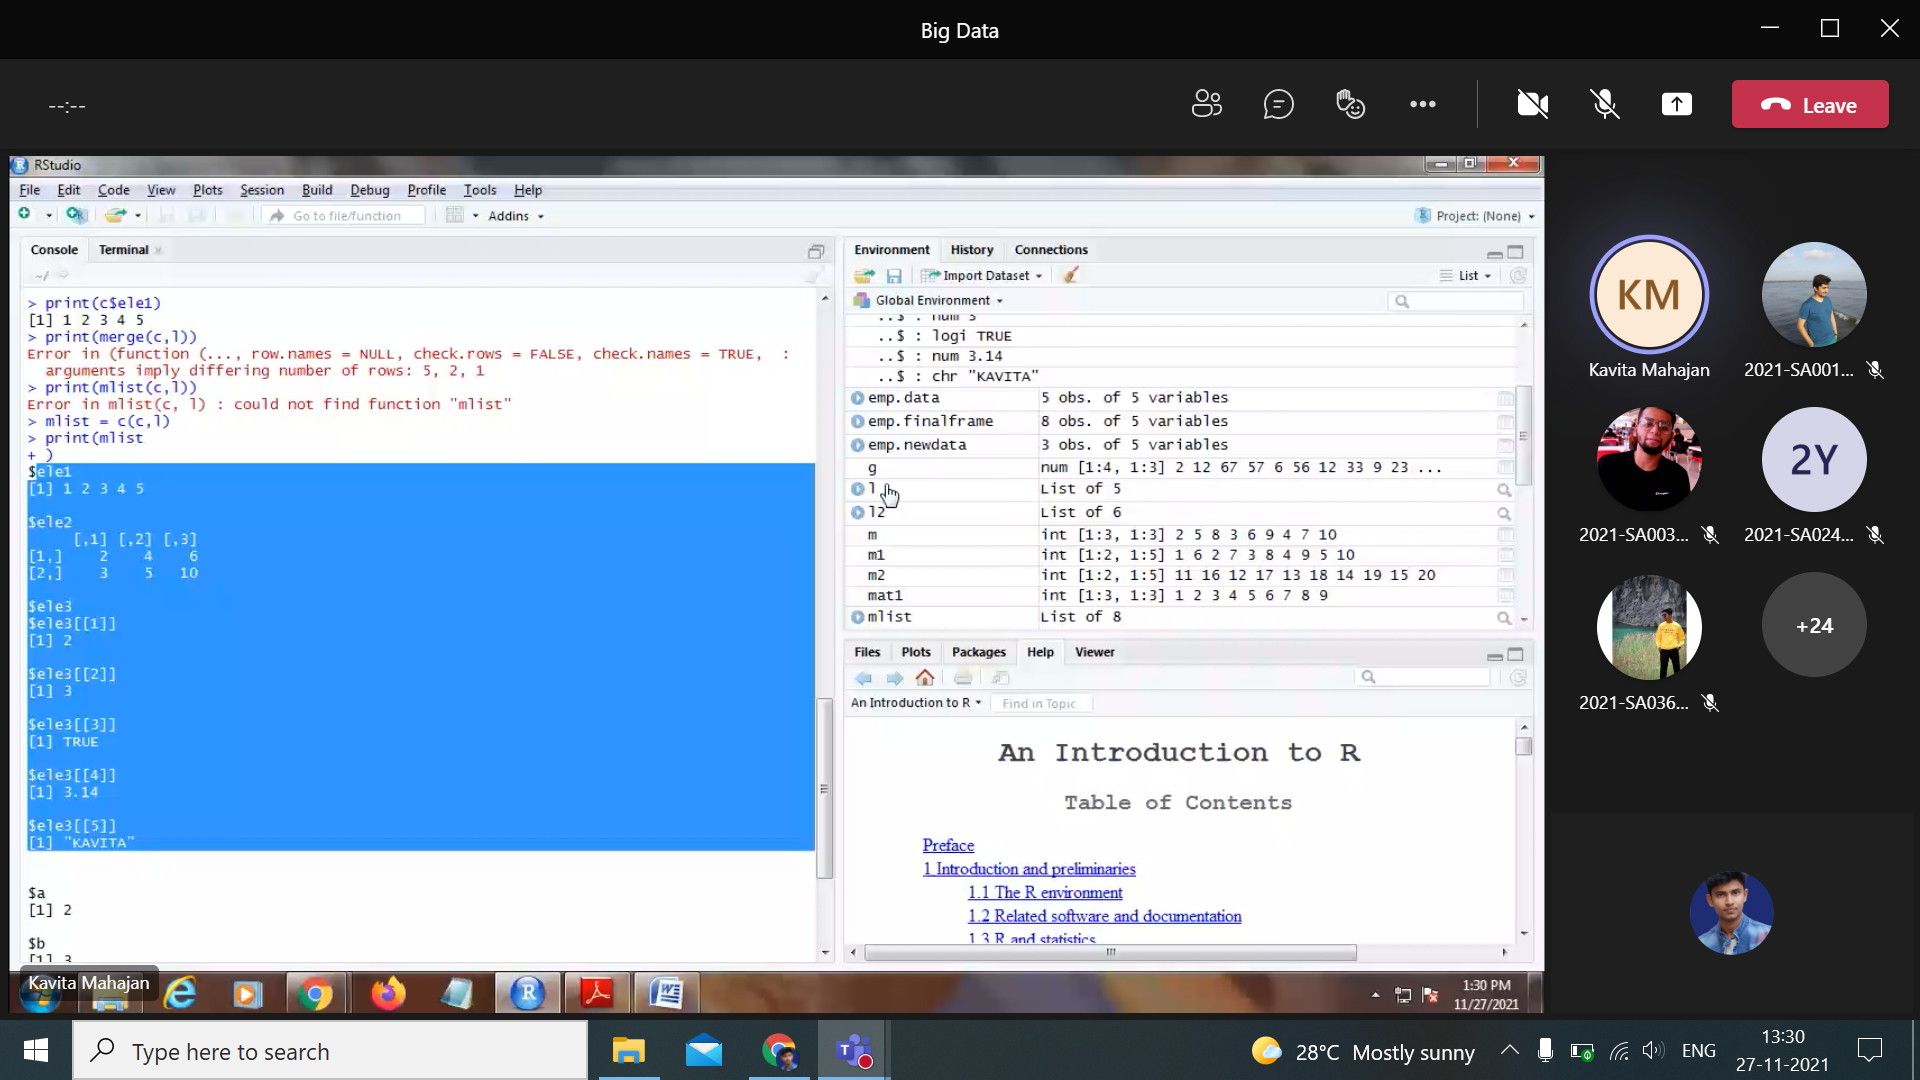 Big Data
--:--
Leave
RStudio
File Edit Code View Plots Session Build Debug Profile Tools Help
Go to file/function Addins Project: (None)
Console Terminal
~/
> print(c$ele1)
[1] 1 2 3 4 5
> print(merge(c,l))
Error in (function (..., row.names = NULL, check.rows = FALSE, check.names = TRUE,  :
arguments imply differing number of rows: 5, 2, 1
> print(mlist(c,l))
Error in mlist(c, l) : could not find function "mlist"
> mlist = c(c,l)
> print(mlist
+ )
$ele1
[1] 1 2 3 4 5
$ele2
[,1] [,2] [,3]
[1,] 2 4 6
[2,] 3 5 10
$ele3
$ele3[[1]]
[1] 2
$ele3[[2]]
[1] 3
$ele3[[3]]
[1] TRUE
$ele3[[4]]
[1] 3.14
$ele3[[5]]
[1] "KAVITA"
$a
[1] 2
$b
[1] 3
Environment History Connections
Import Dataset List
Global Environment
..$ : num 3
..$ : logi TRUE
..$ : num 3.14
..$ : chr "KAVITA"
emp.data 5 obs. of 5 variables
emp.finalframe 8 obs. of 5 variables
emp.newdata 3 obs. of 5 variables
g num [1:4, 1:3] 2 12 67 57 6 56 12 33 9 23 ...
l List of 5
l2 List of 6
m int [1:3, 1:3] 2 5 8 3 6 9 4 7 10
m1 int [1:2, 1:5] 1 6 2 7 3 8 4 9 5 10
m2 int [1:2, 1:5] 11 16 12 17 13 18 14 19 15 20
mat1 int [1:3, 1:3] 1 2 3 4 5 6 7 8 9
mlist List of 8
Files Plots Packages Help Viewer
An Introduction to R Find in Topic
An Introduction to R
Table of Contents
Preface
1 Introduction and preliminaries
1.1 The R environment
1.2 Related software and documentation
1.3 R and statistics
Kavita Mahajan
1:30 PM
11/27/2021
KM
Kavita Mahajan
2021-SA001...
2021-SA003...
2Y
2021-SA024...
2021-SA036...
+24
Type here to search
28°C Mostly sunny
ENG
13:30
27-11-2021